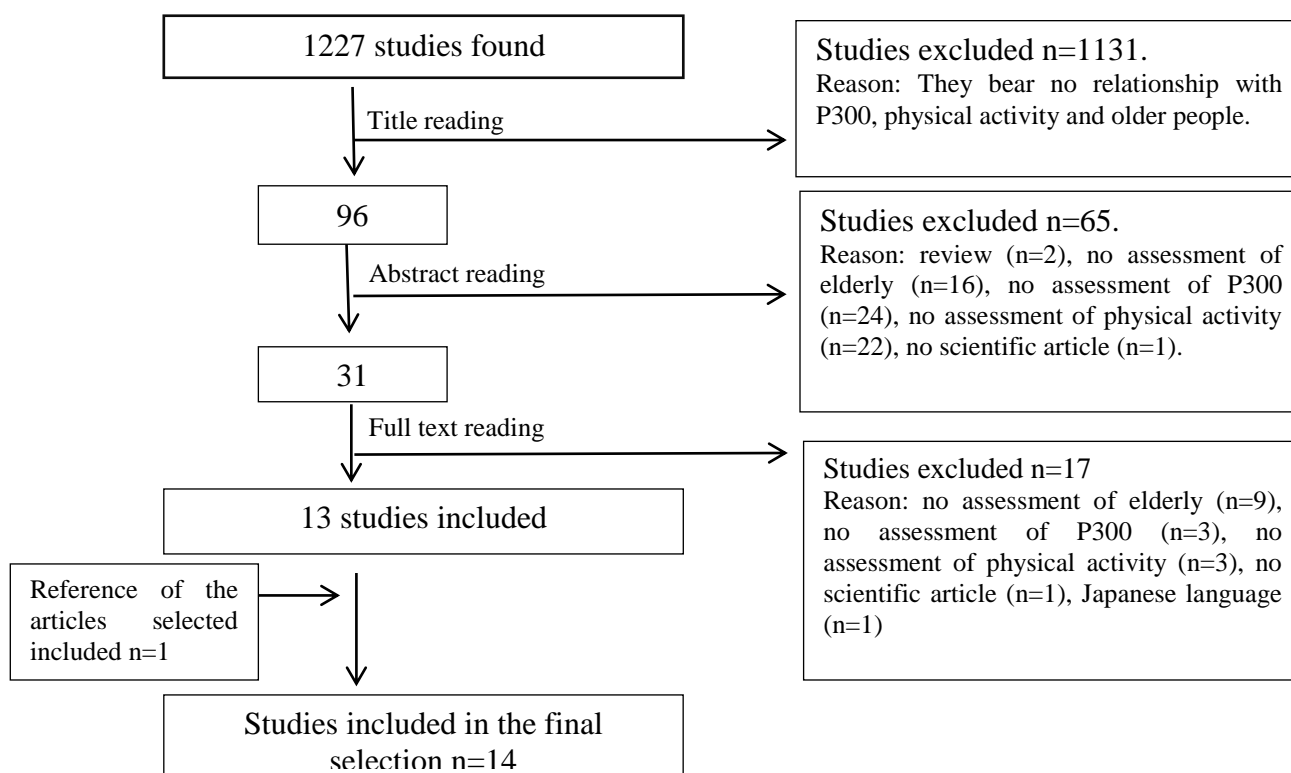 1227 studies found
Studies excluded n=1131.
Reason: They bear no relationship with
P300, physical activity and older people.
Title reading
96
Studies excluded n=65.
Reason: review (n=2), no assessment of
elderly (n=16), no assessment of P300
(n=24), no assessment of physical activity
(n=22), no scientific article (n=1).
Abstract reading
31
Full text reading
Studies excluded n=17
Reason: no assessment of elderly (n=9),
no assessment of P300 (n=3), no
assessment of physical activity (n=3), no
scientific article (n=1), Japanese language
(n=1)
13 studies included
Reference of the
articles selected
included n=1
Studies included in the final
selection n=14